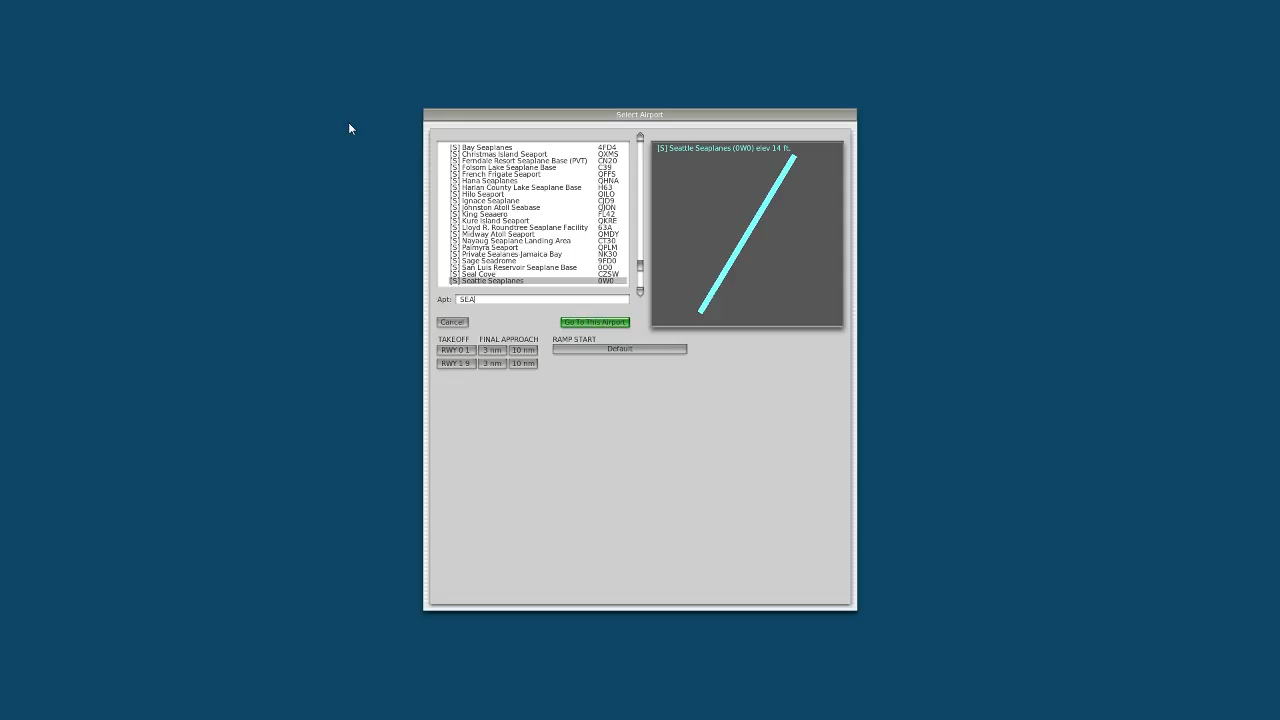 Select Airport
[S] Bay Seaplanes 4FD4
[S] Christmas Island Seaport QXMS
[S] Ferndale Resort Seaplane Base (PVT) CN20
[S] Folsom Lake Seaplane Base C39
[S] French Frigate Seaport QFFS
[S] Hana Seaplanes QHNA
[S] Harlan County Lake Seaplane Base H63
[S] Hilo Seaport QILO
[S] Ignace Seaplane CJD9
[S] Johnston Atoll Seabase QJON
[S] King Seaaero FL42
[S] Kure Island Seaport QKRE
[S] Lloyd R. Roundtree Seaplane Facility 63A
[S] Midway Atoll Seaport QMDY
[S] Nayaug Seaplane Landing Area CT30
[S] Palmyra Seaport QPLM
[S] Private Sealanes-Jamaica Bay NK30
[S] Sage Seadrome 9FD0
[S] San Luis Reservoir Seaplane Base 0O0
[S] Seal Cove CZSW
[S] Seattle Seaplanes 0W0
Apt: SEA
Cancel Go To This Airport
[S] Seattle Seaplanes (0W0) elev 14 ft.
TAKEOFF FINAL APPROACH RAMP START
RWY 0 1 3 nm 10 nm Default
RWY 1 9 3 nm 10 nm